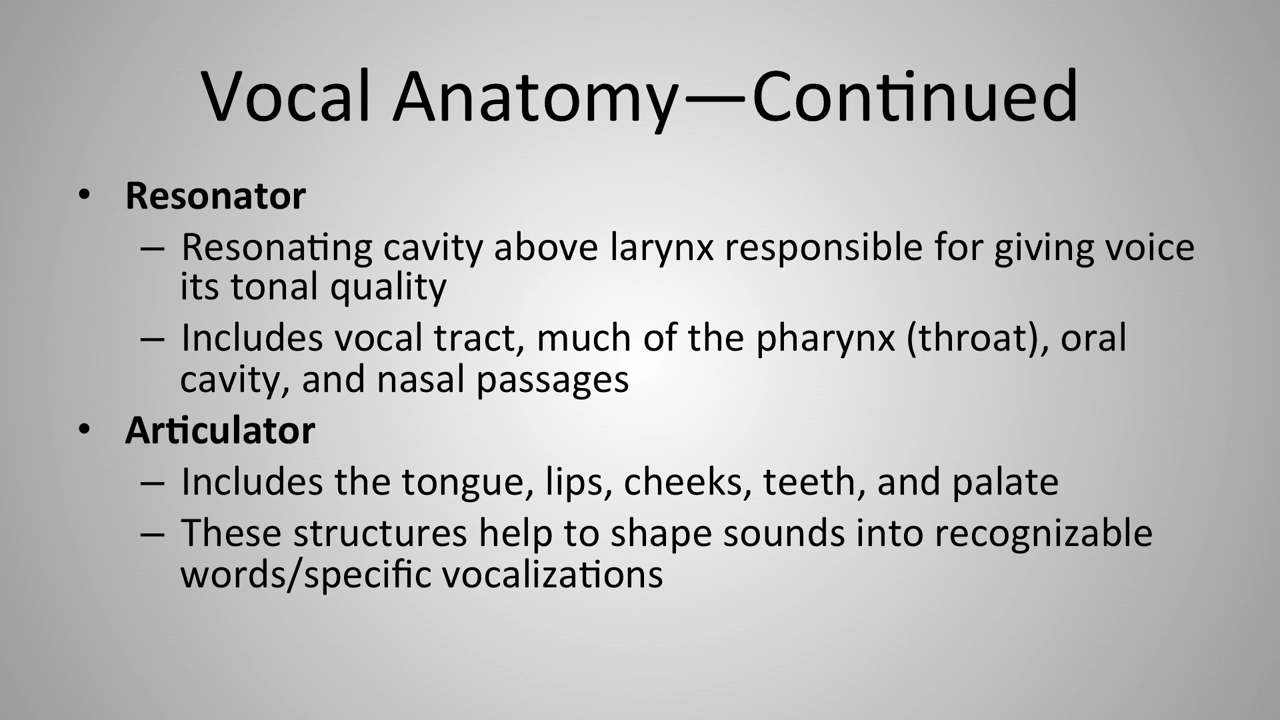 Vocal Anatomy—Continued
• Resonator
– Resonating cavity above larynx responsible for giving voice
its tonal quality
– Includes vocal tract, much of the pharynx (throat), oral
cavity, and nasal passages
• Articulator
– Includes the tongue, lips, cheeks, teeth, and palate
– These structures help to shape sounds into recognizable
words/specific vocalizations